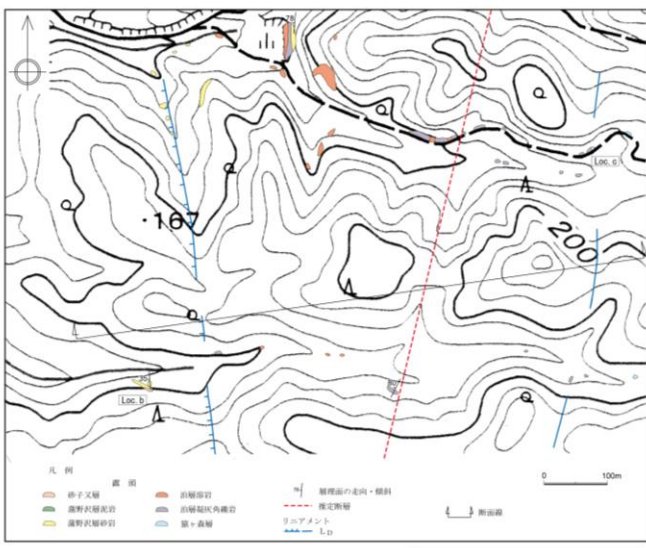 78
Loc. c
167
200
35
Loc. b
凡 例
露 頭
砂子又層
蒲野沢層泥岩
蒲野沢層砂岩
泊層溶岩
泊層凝灰角礫岩
猿ヶ森層
層理面の走向・傾斜
推定断層
リニアメント
LD
断面線
0 100m